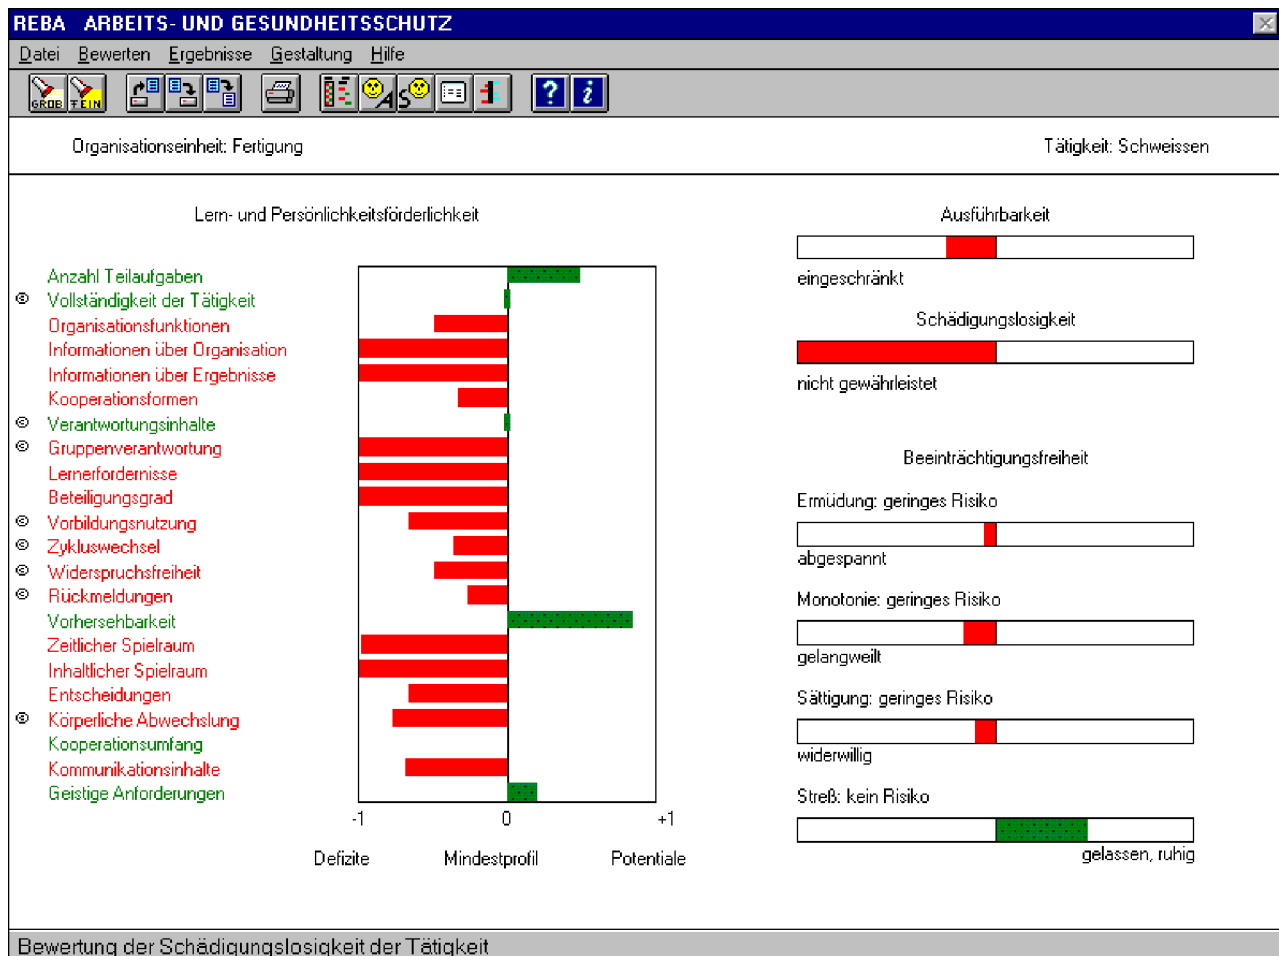 REBA ARBEITS- UND GESUNDHEITSSCHUTZ
Datei Bewerten Ergebnisse Gestaltung Hilfe
GROB FEIN A S ? i
Organisationseinheit: Fertigung
Tätigkeit: Schweissen
Lern- und Persönlichkeitsförderlichkeit
Anzahl Teilaufgaben
© Vollständigkeit der Tätigkeit
Organisationsfunktionen
Informationen über Organisation
Informationen über Ergebnisse
Kooperationsformen
© Verantwortungsinhalte
© Gruppenverantwortung
Lernerfordernisse
Beteiligungsgrad
© Vorbildungsnutzung
© Zykluswechsel
© Widerspruchsfreiheit
© Rückmeldungen
Vorhersehbarkeit
Zeitlicher Spielraum
Inhaltlicher Spielraum
Entscheidungen
© Körperliche Abwechslung
Kooperationsumfang
Kommunikationsinhalte
Geistige Anforderungen
-1 0 +1
Defizite Mindestprofil Potentiale
Ausführbarkeit
eingeschränkt
Schädigungslosigkeit
nicht gewährleistet
Beeinträchtigungsfreiheit
Ermüdung: geringes Risiko
abgespannt
Monotonie: geringes Risiko
gelangweilt
Sättigung: geringes Risiko
widerwillig
Streß: kein Risiko
gelassen, ruhig
Bewertung der Schädigungslosigkeit der Tätigkeit